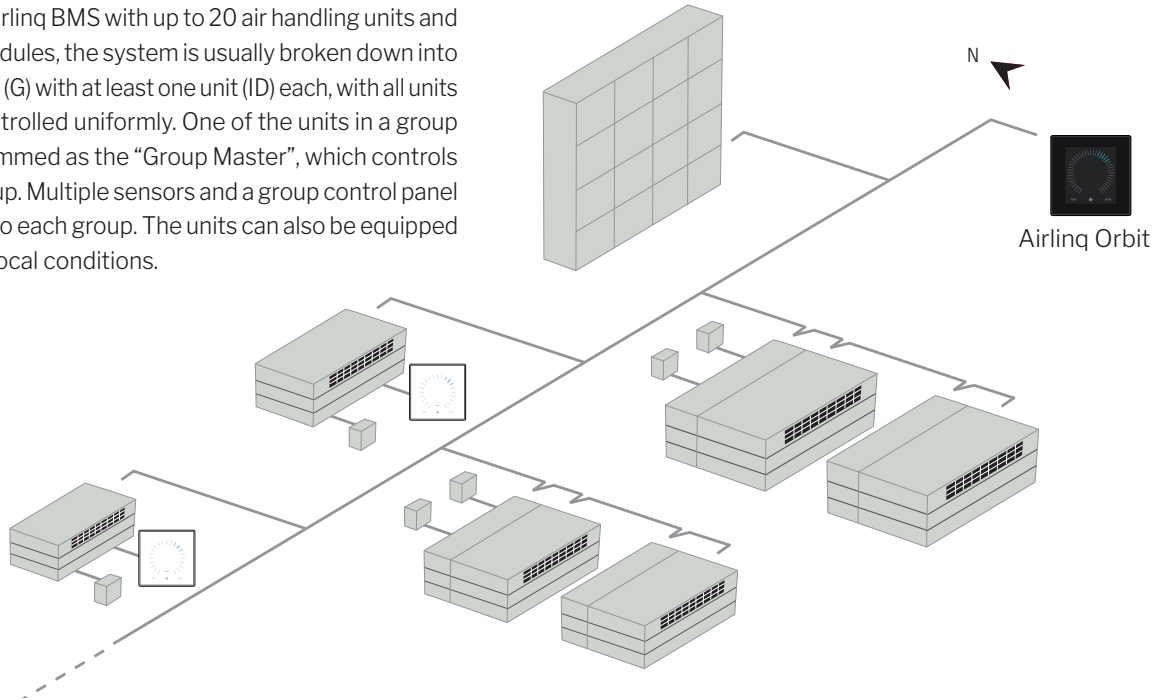 rlinq BMS with up to 20 air handling units and
dules, the system is usually broken down into
(G) with at least one unit (ID) each, with all units
trolled uniformly. One of the units in a group
mmed as the “Group Master”, which controls
up. Multiple sensors and a group control panel
o each group. The units can also be equipped
ocal conditions.
N
Airlinq Orbit